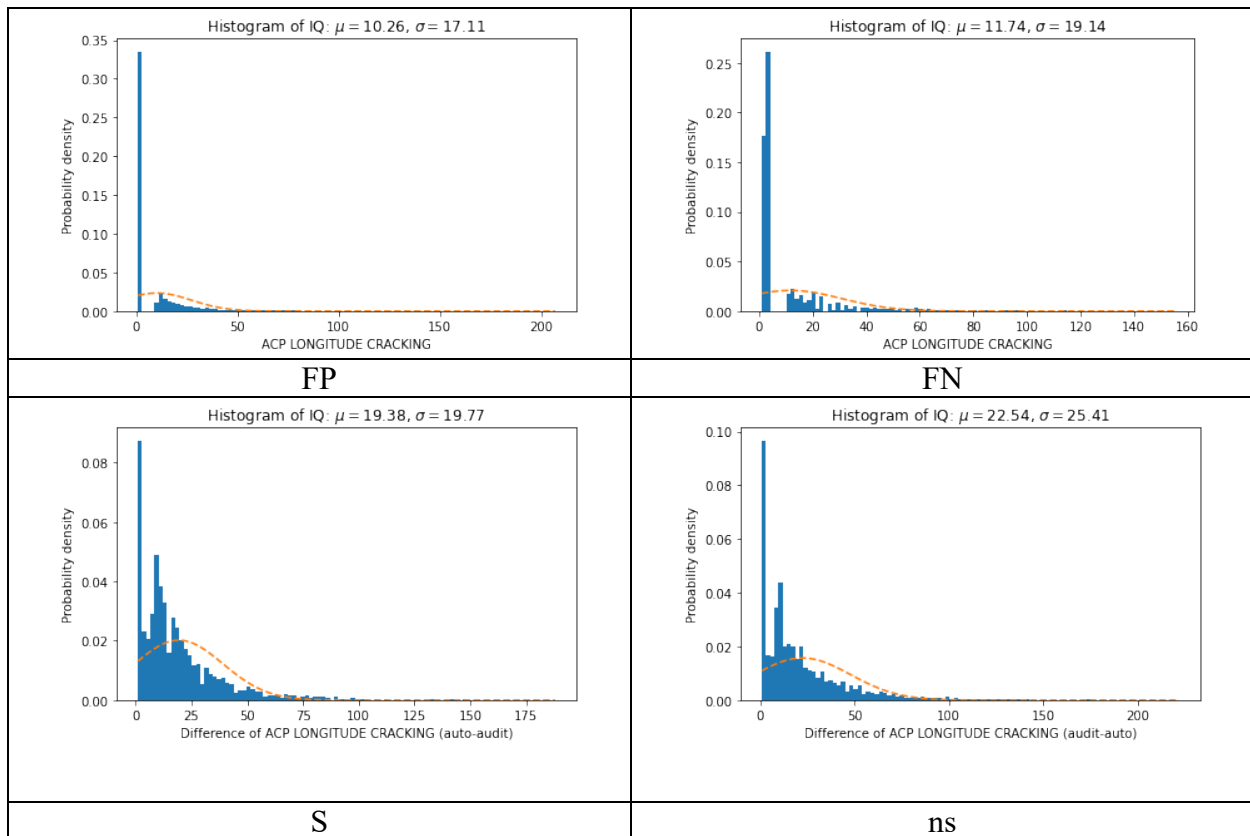 Histogram of IQ: μ = 10.26, σ = 17.11
Probability density
0.35
0.30
0.25
0.20
0.15
0.10
0.05
0.00
0 50 100 150 200
ACP LONGITUDE CRACKING
FP
Histogram of IQ: μ = 11.74, σ = 19.14
Probability density
0.25
0.20
0.15
0.10
0.05
0.00
0 20 40 60 80 100 120 140 160
ACP LONGITUDE CRACKING
FN
Histogram of IQ: μ = 19.38, σ = 19.77
Probability density
0.08
0.06
0.04
0.02
0.00
0 25 50 75 100 125 150 175
Difference of ACP LONGITUDE CRACKING (auto-audit)
S
Histogram of IQ: μ = 22.54, σ = 25.41
Probability density
0.10
0.08
0.06
0.04
0.02
0.00
0 50 100 150 200
Difference of ACP LONGITUDE CRACKING (audit-auto)
ns